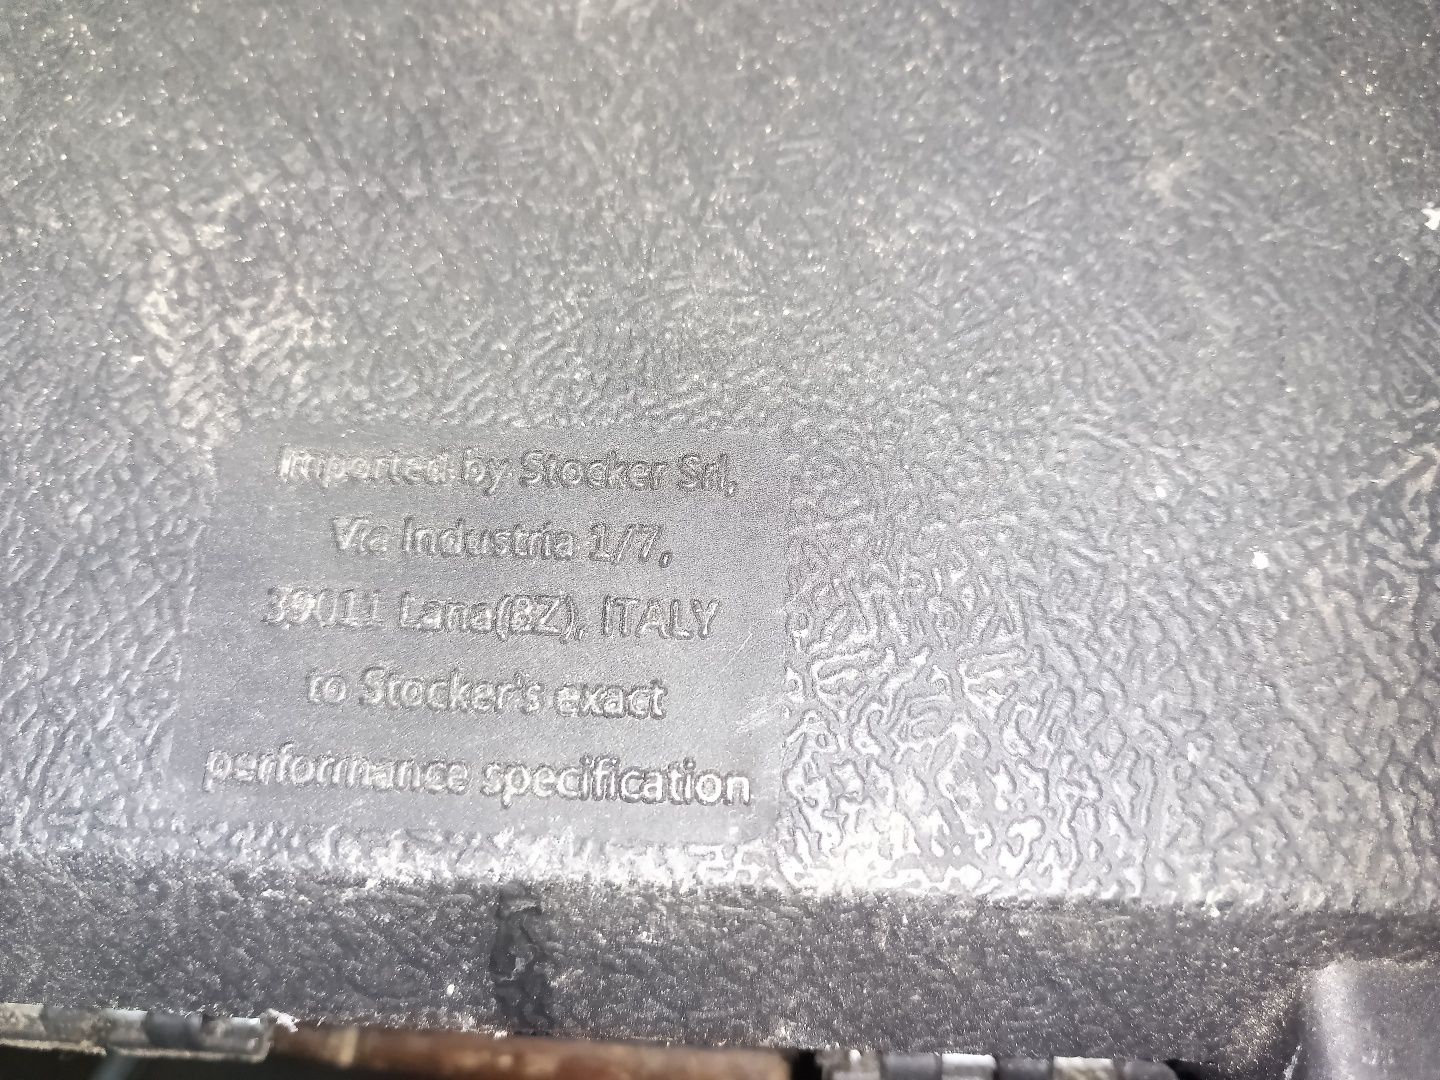 Imported by Stocker Srl,
Via Industria 1/7,
39011 Lana(BZ), ITALY
to Stocker's exact
performance specification